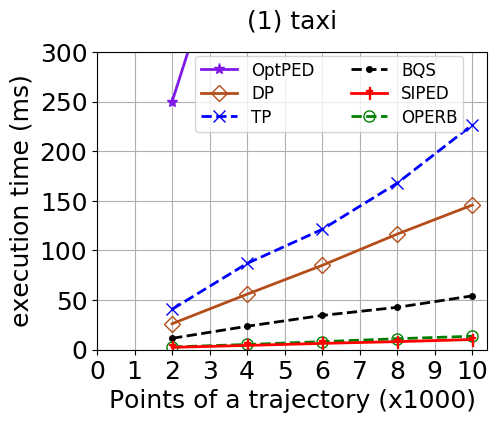 (1) taxi
execution time (ms)
300
250
200
150
100
50
0
OptPED
DP
TP
BQS
SIPED
OPERB
0 1 2 3 4 5 6 7 8 9 10
Points of a trajectory (x1000)